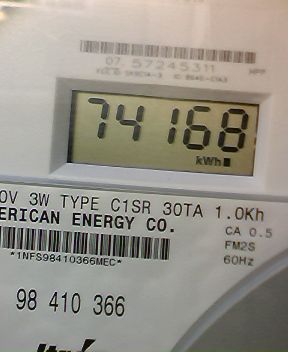 07 57245311
74168
kWh
0V 3W TYPE C1SR 30TA 1.0Kh
ERICAN ENERGY CO.
CA 0.5
FM2S
*1NFS98410366MEC*
60Hz
98 410 366